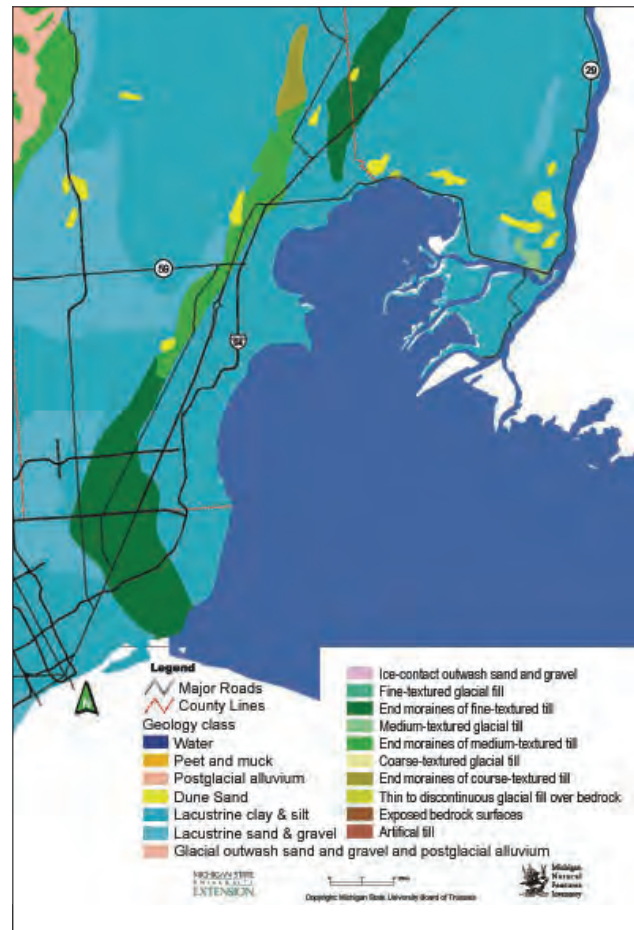 29
59
94
Legend
Major Roads
County Lines
Geology class
Water
Peet and muck
Postglacial alluvium
Dune Sand
Lacustrine clay & silt
Lacustrine sand & gravel
Glacial outwash sand and gravel and postglacial alluvium
Ice-contact outwash sand and gravel
Fine-textured glacial fill
End moraines of fine-textured till
Medium-textured glacial till
End moraines of medium-textured till
Coarse-textured glacial till
End moraines of course-textured till
Thin to discontinuous glacial fill over bedrock
Exposed bedrock surfaces
Artifical till
MICHIGAN STATE
UNIVERSITY
EXTENSION
Copyright: Michigan State University Board of Trustees
Michigan
Natural
Features
Inventory